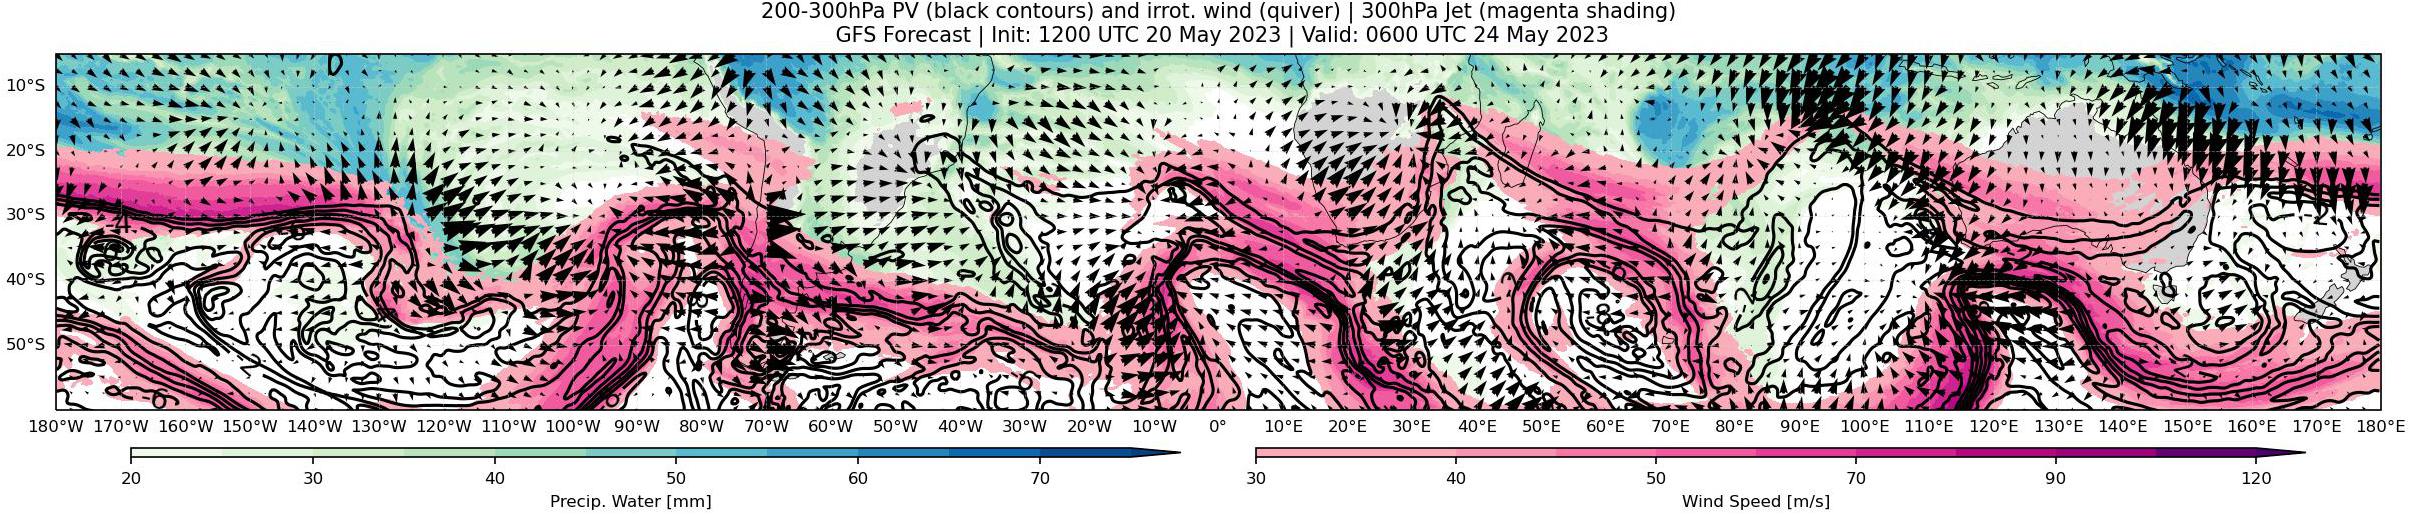 200-300hPa PV (black contours) and irrot. wind (quiver) | 300hPa Jet (magenta shading)
GFS Forecast | Init: 1200 UTC 20 May 2023 | Valid: 0600 UTC 24 May 2023
10°S
20°S
30°S
40°S
50°S
180°W 170°W 160°W 150°W 140°W 130°W 120°W 110°W 100°W 90°W 80°W 70°W 60°W 50°W 40°W 30°W 20°W 10°W 0° 10°E 20°E 30°E 40°E 50°E 60°E 70°E 80°E 90°E 100°E 110°E 120°E 130°E 140°E 150°E 160°E 170°E 180°E
20 30 40 50 60 70
Precip. Water [mm]
30 40 50 70 90 120
Wind Speed [m/s]